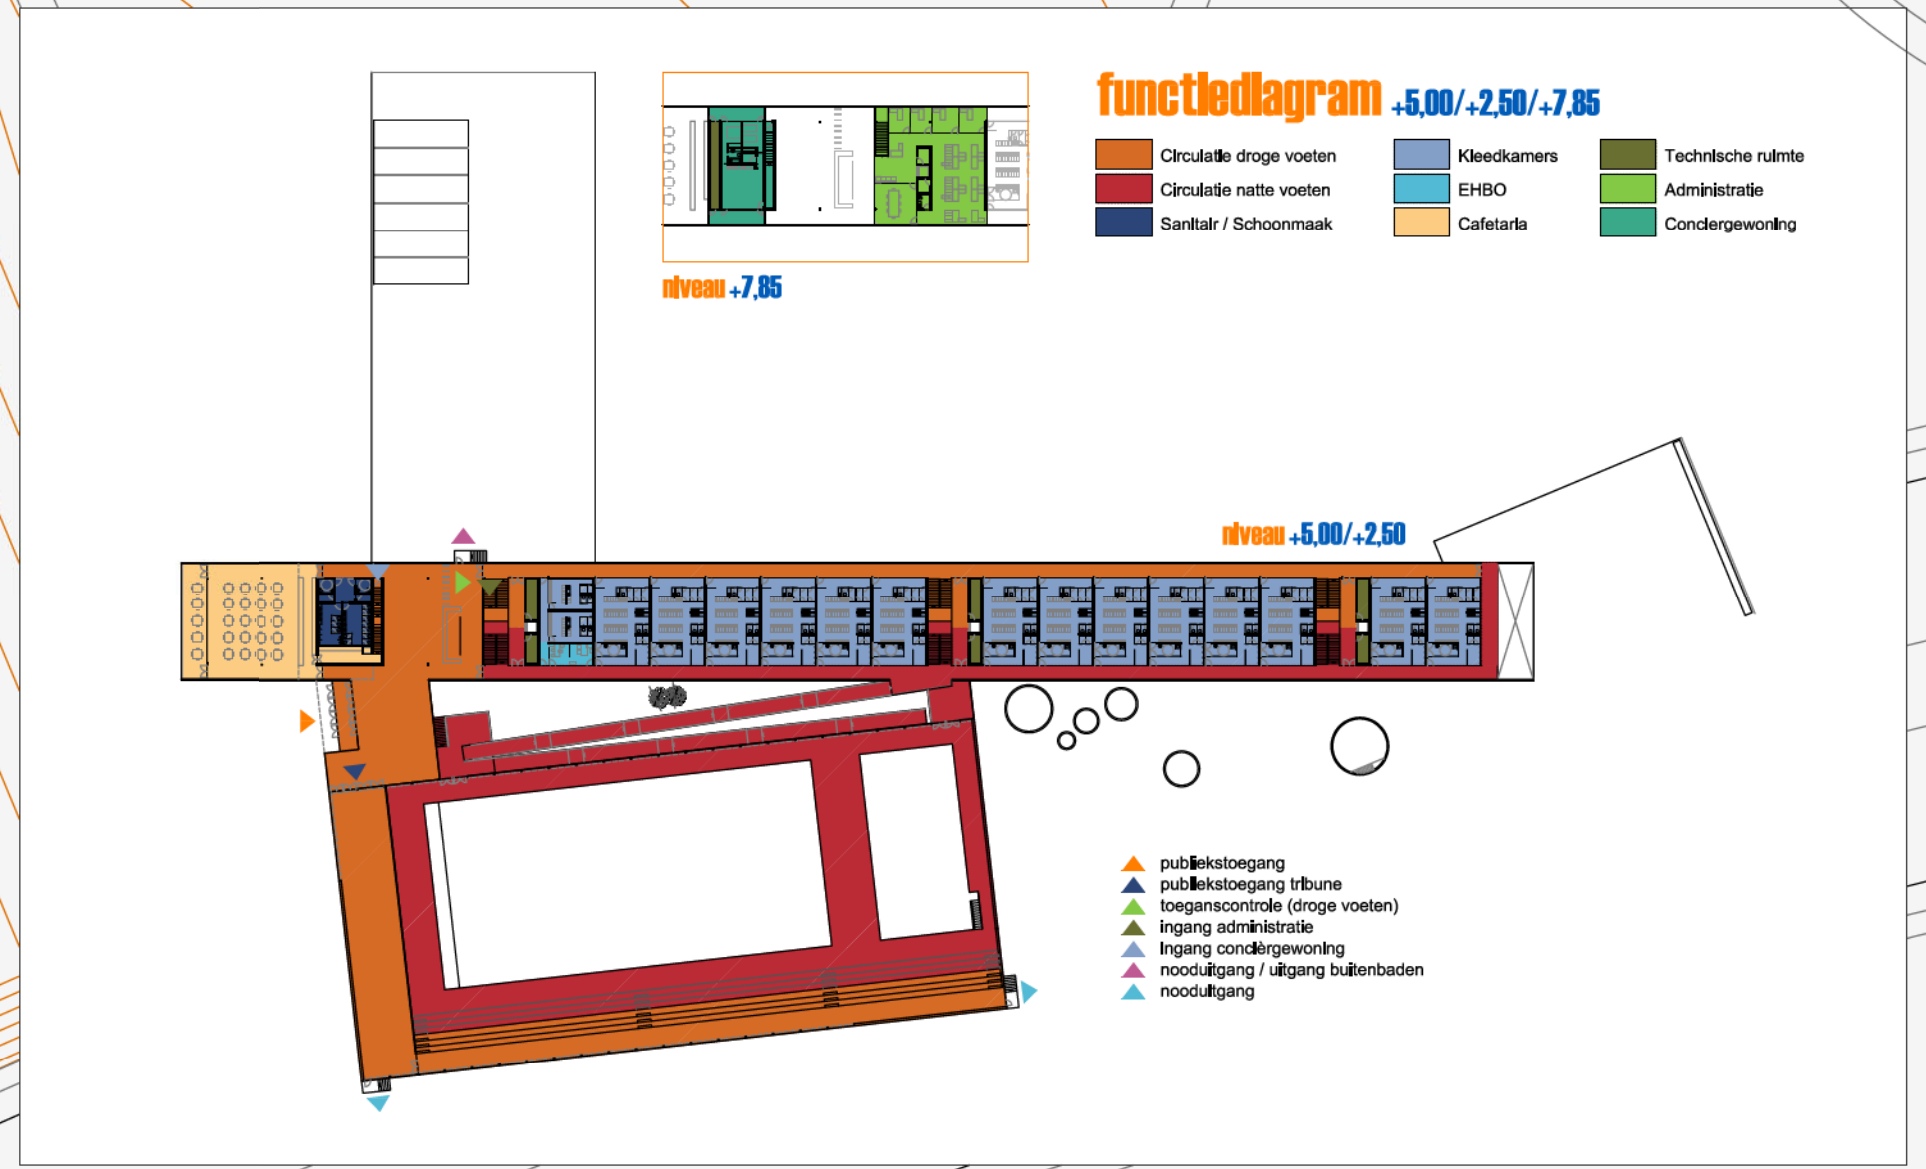 functiediagram +5,00/+2,50/+7,85
Circulatie droge voeten
Circulatie natte voeten
Sanitair / Schoonmaak
Kleedkamers
EHBO
Cafetaria
Technische ruimte
Administratie
Conciergewoning
niveau +7,85
niveau +5,00/+2,50
publiekstoegang
publiekstoegang tribune
toeganscontrole (droge voeten)
ingang administratie
ingang conciërgewoning
nooduitgang / uitgang buitenbaden
nooduitgang